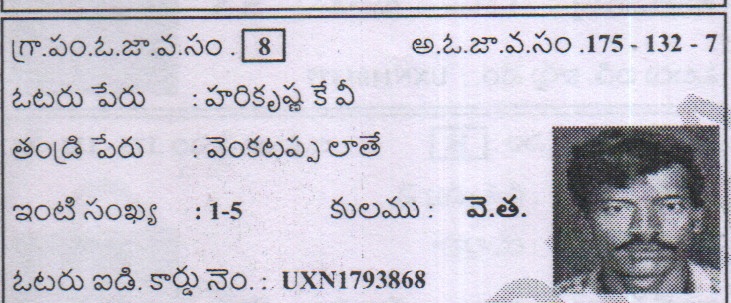 గ్రా.పం.ఓ.జా.వ.సం . 8 అ.ఓ.జా.వ.సం .175 - 132 - 7
ఓటరు పేరు : హరికృష్ణ కే వీ
తండ్రి పేరు : వెంకటప్ప లాతే
ఇంటి సంఖ్య : 1-5 కులము : వె.త.
ఓటరు ఐడి. కార్డు నెం. : UXN1793868